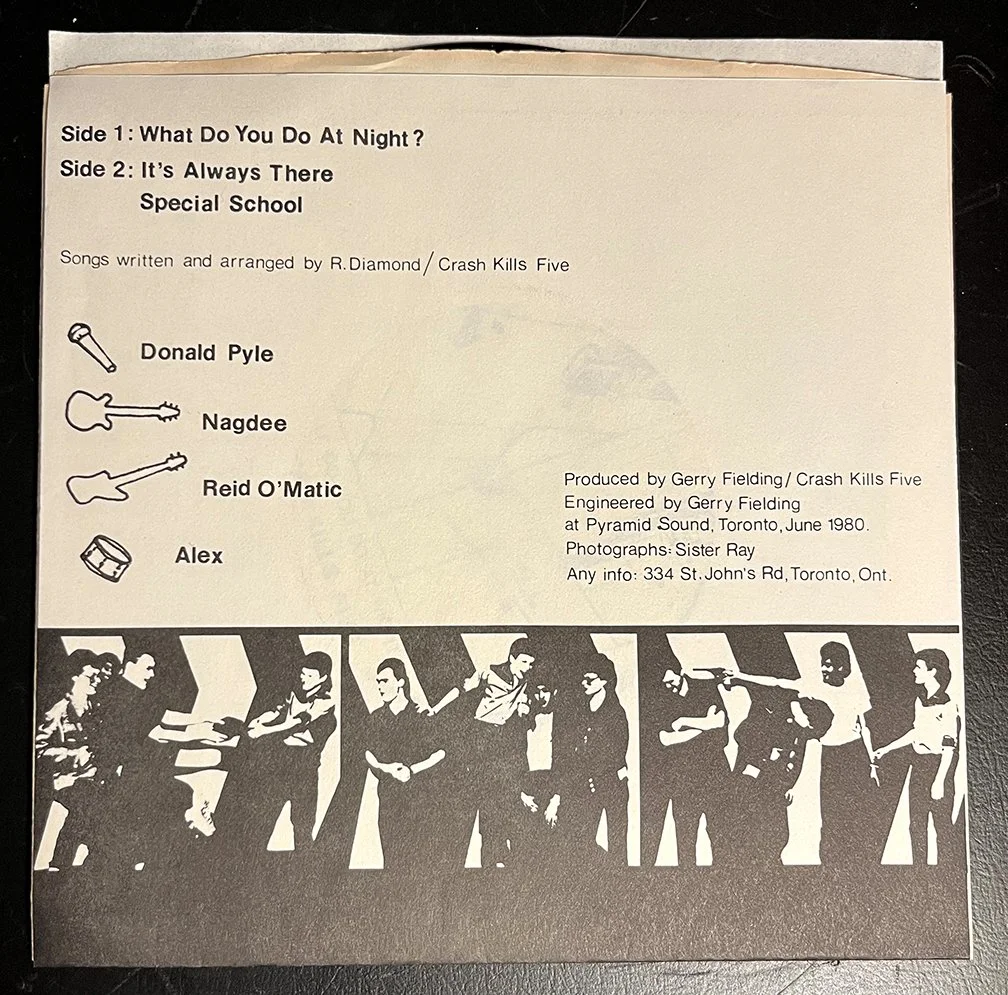 Side 1: What Do You Do At Night?
Side 2: It's Always There
Special School
Songs written and arranged by R.Diamond/Crash Kills Five
Donald Pyle
Nagdee
Reid O'Matic
Alex
Produced by Gerry Fielding/Crash Kills Five
Engineered by Gerry Fielding
at Pyramid Sound, Toronto, June 1980.
Photographs: Sister Ray
Any info: 334 St. John's Rd, Toronto, Ont.